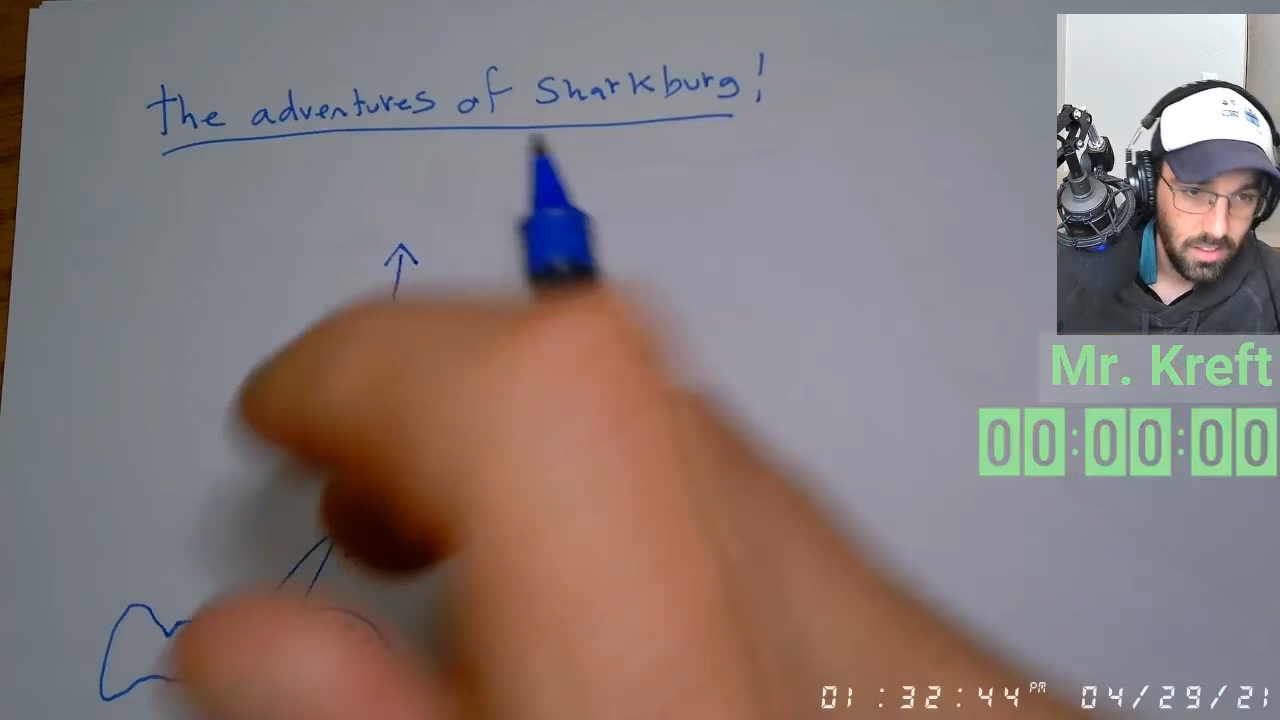 the adventures of Sharkburg!
Mr. Kreft
00:00:00
01:32:44 PM 04/29/21